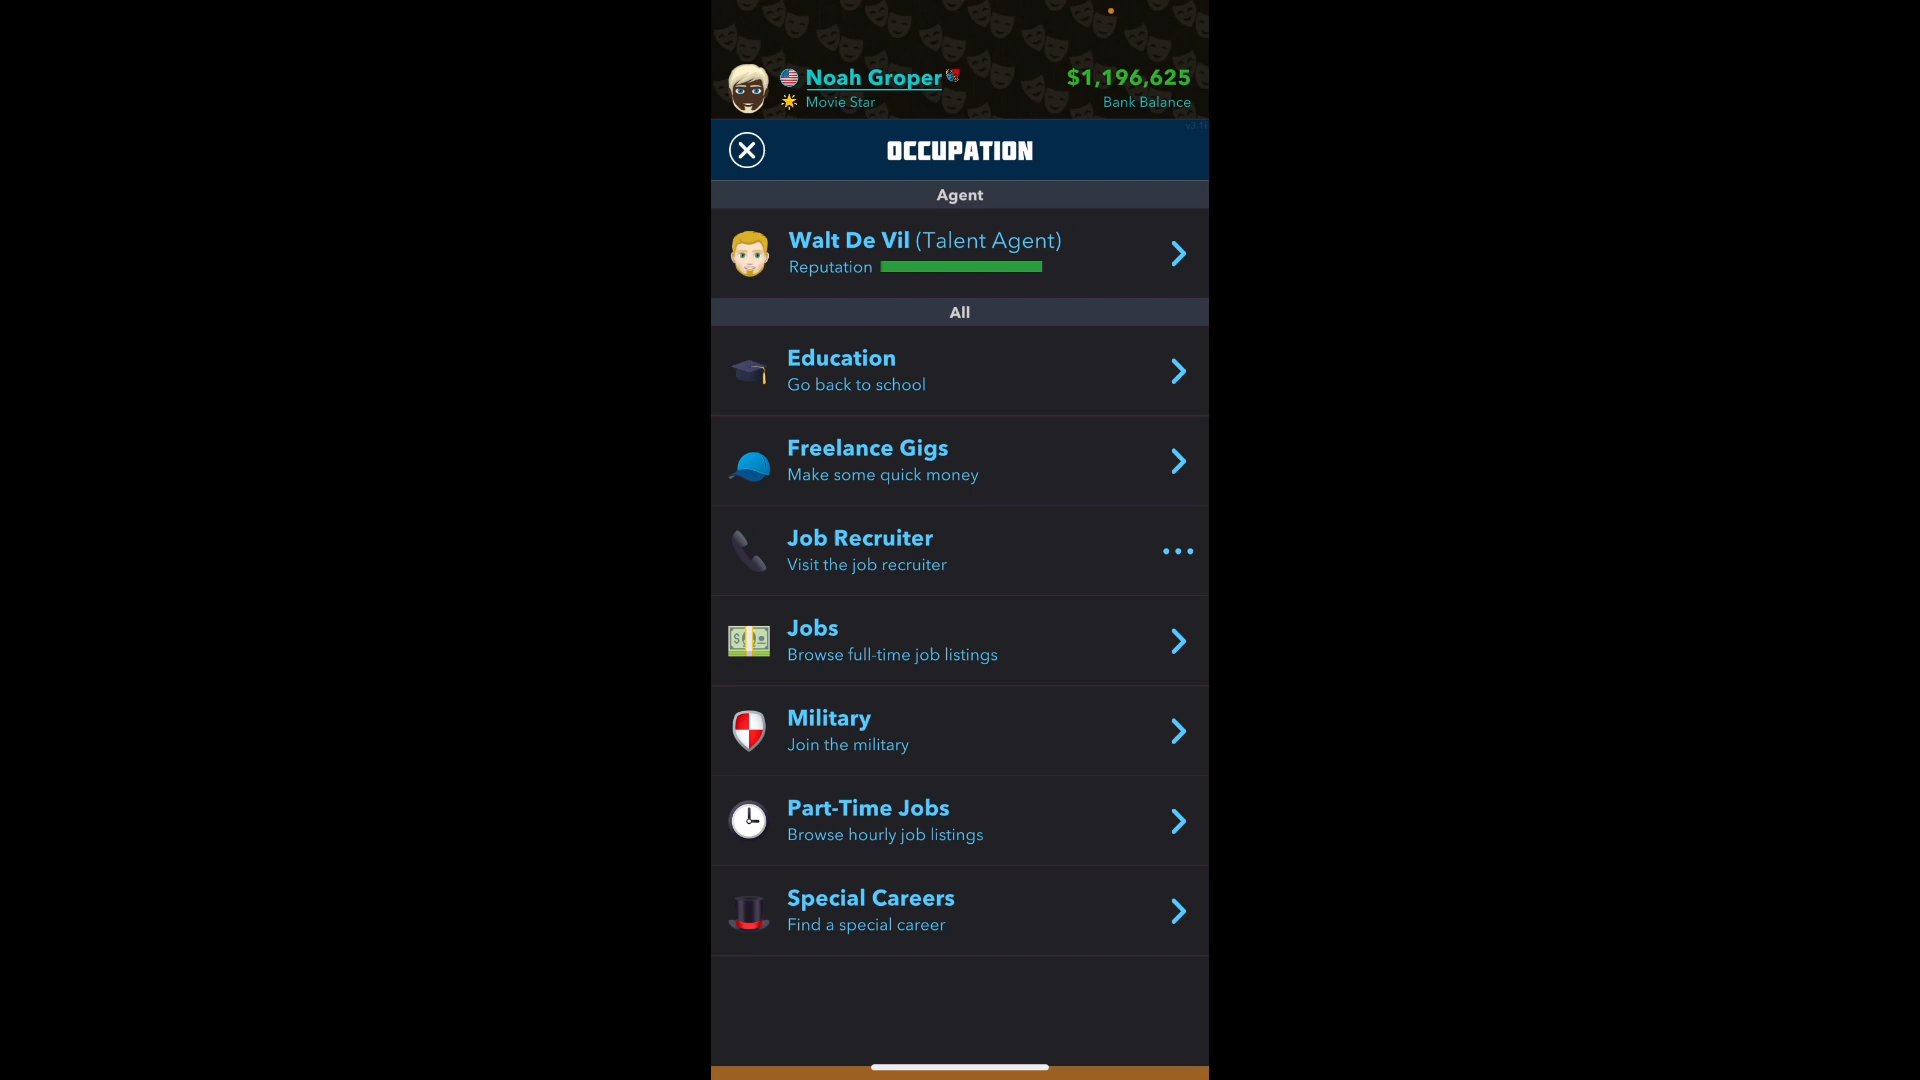 Noah Groper
Movie Star
$1,196,625
Bank Balance
OCCUPATION
Agent
Walt De Vil (Talent Agent)
Reputation
All
Education
Go back to school
Freelance Gigs
Make some quick money
Job Recruiter
Visit the job recruiter
Jobs
Browse full-time job listings
Military
Join the military
Part-Time Jobs
Browse hourly job listings
Special Careers
Find a special career